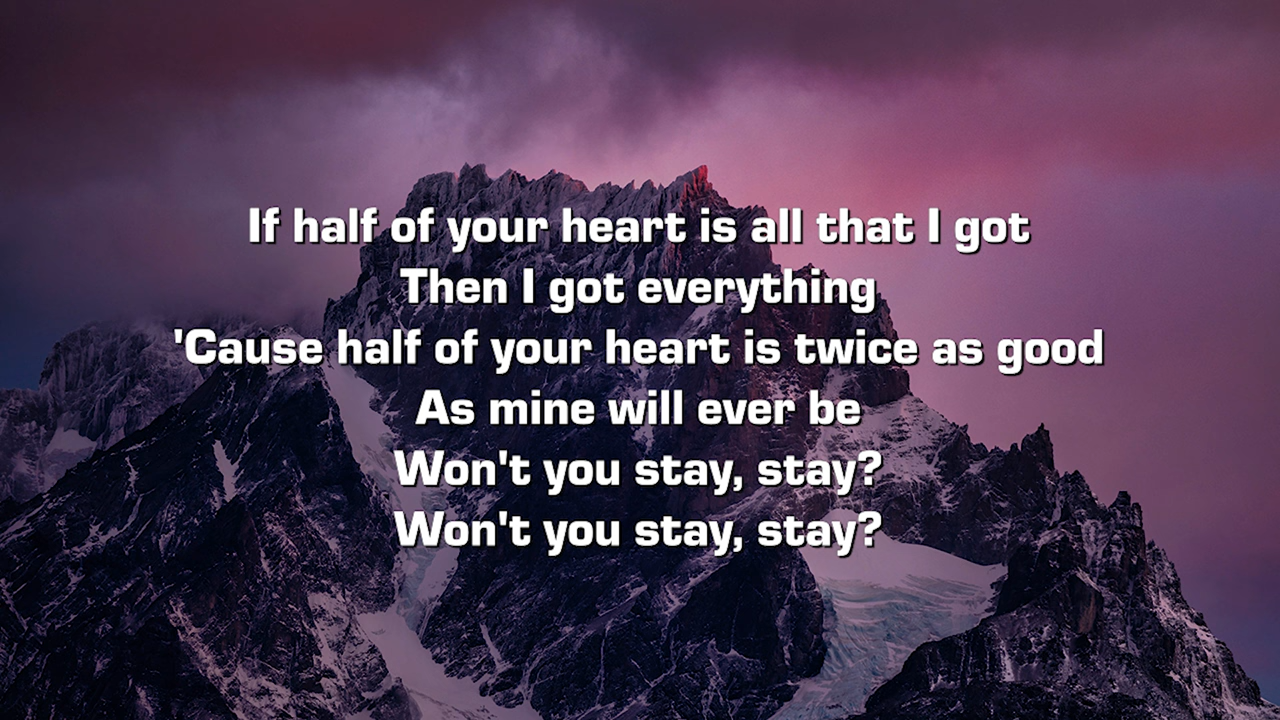 If half of your heart is all that I got
Then I got everything
'Cause half of your heart is twice as good
As mine will ever be
Won't you stay, stay?
Won't you stay, stay?